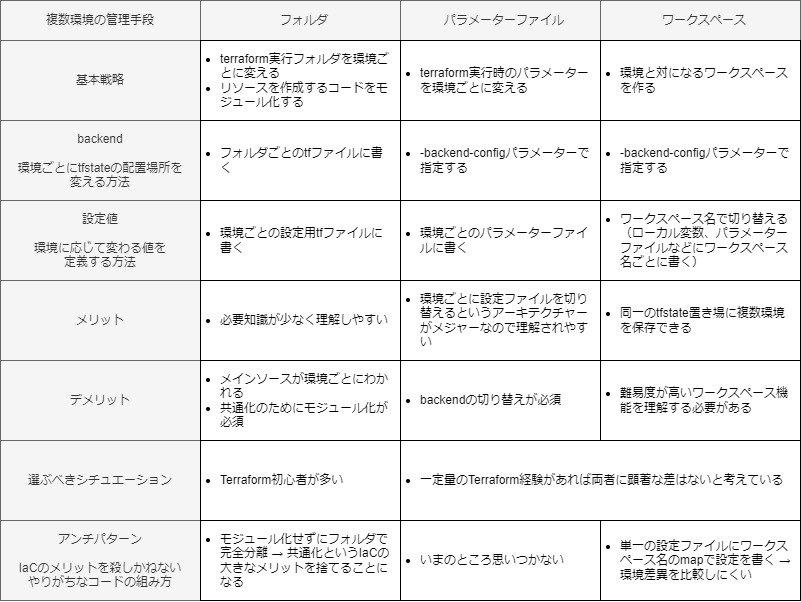 複数環境の管理手段
フォルダ
パラメーターファイル
ワークスペース
基本戦略
• terraform実行フォルダを環境ご
とに変える
• リソースを作成するコードをモ
ジュール化する
• terraform実行時のパラメーター
を環境ごとに変える
• 環境と対になるワークスペース
を作る
backend
環境ごとにtfstateの配置場所を
変える方法
• フォルダごとのtfファイルに書
く
• -backend-configパラメーターで
指定する
• -backend-configパラメーターで
指定する
設定値
環境に応じて変わる値を
定義する方法
• 環境ごとの設定用tfファイルに
書く
• 環境ごとのパラメーターファイ
ルに書く
• ワークスペース名で切り替える
（ローカル変数、パラメーター
ファイルなどにワークスペース
名ごとに書く）
メリット
• 必要知識が少なく理解しやすい
• 環境ごとに設定ファイルを切り
替えるというアーキテクチャー
がメジャーなので理解されやす
い
• 同一のtfstate置き場に複数環境
を保存できる
デメリット
• メインソースが環境ごとにわか
れる
• 共通化のためにモジュール化が
必須
• backendの切り替えが必須
• 難易度が高いワークスペース機
能を理解する必要がある
選ぶべきシチュエーション
• Terraform初心者が多い
• 一定量のTerraform経験があれば両者に顕著な差はないと考えている
アンチパターン
IaCのメリットを殺しかねない
やりがちなコードの組み方
• モジュール化せずにフォルダで
完全分離 → 共通化というIaCの
大きなメリットを捨てることに
なる
• いまのところ思いつかない
• 単一の設定ファイルにワークス
ペース名のmapで設定を書く →
環境差異を比較しにくい